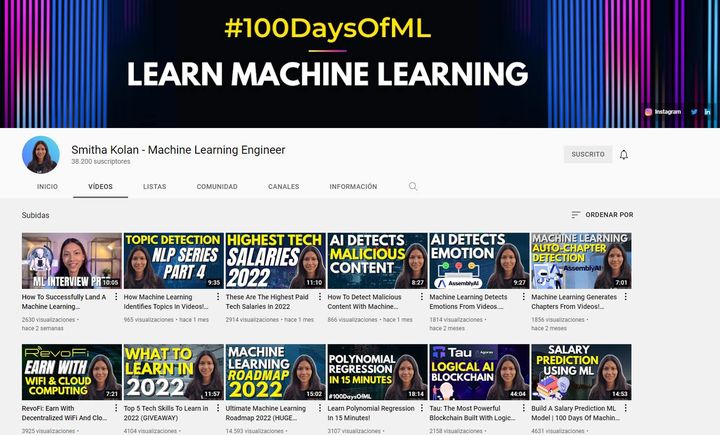 #100DaysOfML
LEARN MACHINE LEARNING
Instagram
Smitha Kolan - Machine Learning Engineer
38.200 suscriptores
SUSCRITO
INICIO
VÍDEOS
LISTAS
COMUNIDAD
CANALES
INFORMACIÓN
Subidas
ORDENAR POR
ML INTERVIEW PR
10:05
TOPIC DETECTION
NLP SERIES
PART 4
9:35
HIGHEST TECH
SALARIES
2022
11:10
AI DETECTS
MALICIOUS
CONTENT
8:27
AI DETECTS
EMOTION
9:27
MACHINE LEARNING
AUTO-CHAPTER
DETECTION
AssemblyAI
7:01
How To Successfully Land A
Machine Learning...
2630 visualizaciones •
hace 2 semanas
How Machine Learning
Identifies Topics in Videos!...
965 visualizaciones • hace 1 mes
These Are The Highest Paid
Tech Salaries in 2022
2914 visualizaciones • hace 1 mes
How To Detect Malicious
Content With Machine...
866 visualizaciones • hace 1 mes
Machine Learning Detects
Emotions From Videos....
1814 visualizaciones •
hace 2 meses
Machine Learning Generates
Chapters From Videos!...
1856 visualizaciones •
hace 2 meses
REVOFI
EARN WITH
WIFI & CLOUD
COMPUTING
7:21
WHAT TO
LEARN IN
2022
11:57
MACHINE
LEARNING
ROADMAP
2022
15:02
POLYNOMIAL
REGRESSION
IN 15 MINUTES
#100DaysOfML
18:14
Tau
Agoras
LOGICAL AI
BLOCKCHAIN
44:04
SALARY
PREDICTION
USING ML
14:53
RevoFi: Earn With
Decentralized WiFi And Clo...
3925 visualizaciones •
Top 5 Tech Skills To Learn in
2022 (GIVEAWAY)
4104 visualizaciones •
Ultimate Machine Learning
Roadmap 2022 (HUGE...
14.593 visualizaciones •
Learn Polynomial Regression
In 15 Minutes!
3107 visualizaciones •
Tau: The Most Powerful
Blockchain Built With Logic...
2158 visualizaciones •
Build A Salary Prediction ML
Model | 100 Days Of Machin...
4631 visualizaciones •